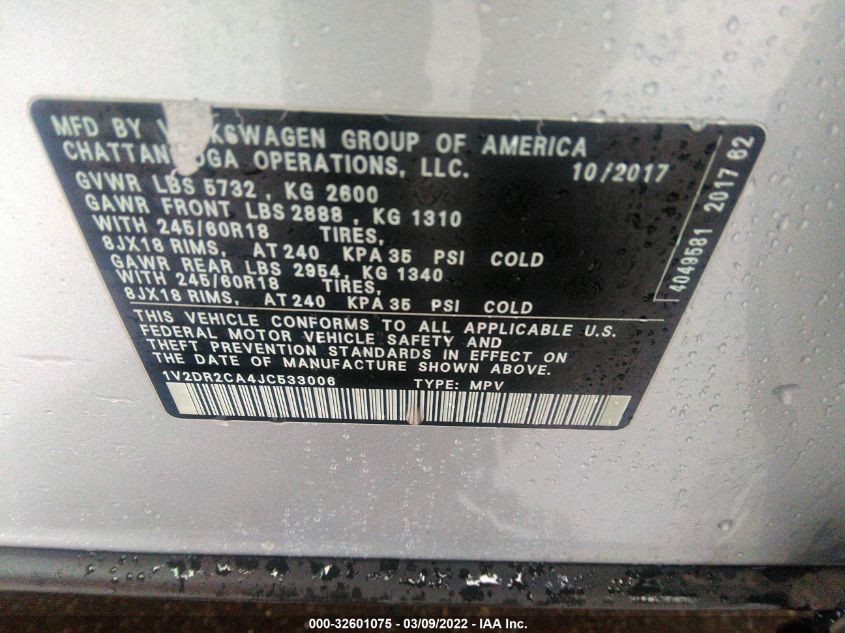 MFD BY V LKSWAGEN GROUP OF AMERICA
CHATTAN OGA OPERATIONS, LLC. 10/2017
GVWR LBS 5732 , KG 2600
GAWR FRONT LBS 2888 , KG 1310
WITH 245/60R18 TIRES,
8JX18 RIMS, AT 240 KPA 35 PSI COLD
GAWR REAR LBS 2954, KG 1340
WITH 245/60R18 TIRES,
8JX18 RIMS, AT 240 KPA 35 PSI COLD
THIS VEHICLE CONFORMS TO ALL APPLICABLE U.S.
FEDERAL MOTOR VEHICLE SAFETY AND
THEFT PREVENTION STANDARDS IN EFFECT ON
THE DATE OF MANUFACTURE SHOWN ABOVE.
1V2DR2CA4JC533006 TYPE: MPV
4049581 2017 62
000-32601075 — 03/09/2022 — IAA Inc.